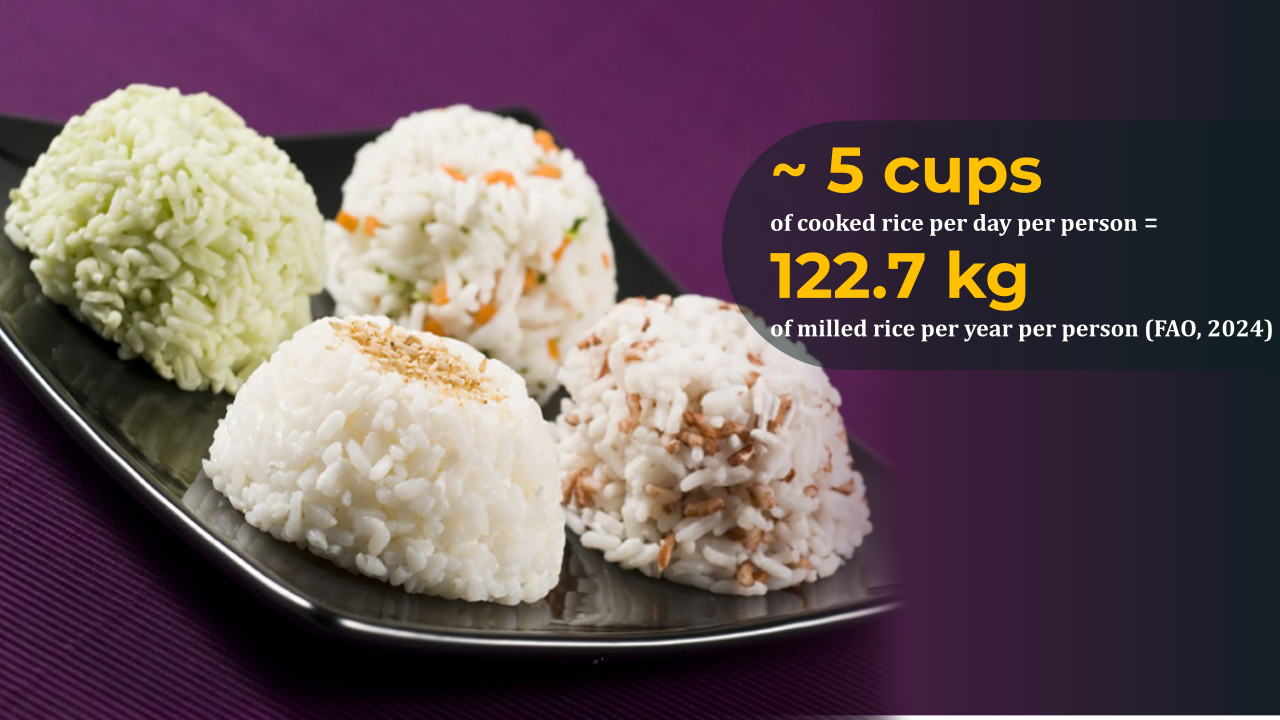 ~ 5 cups
of cooked rice per day per person =
122.7 kg
of milled rice per year per person (FAO, 2024)